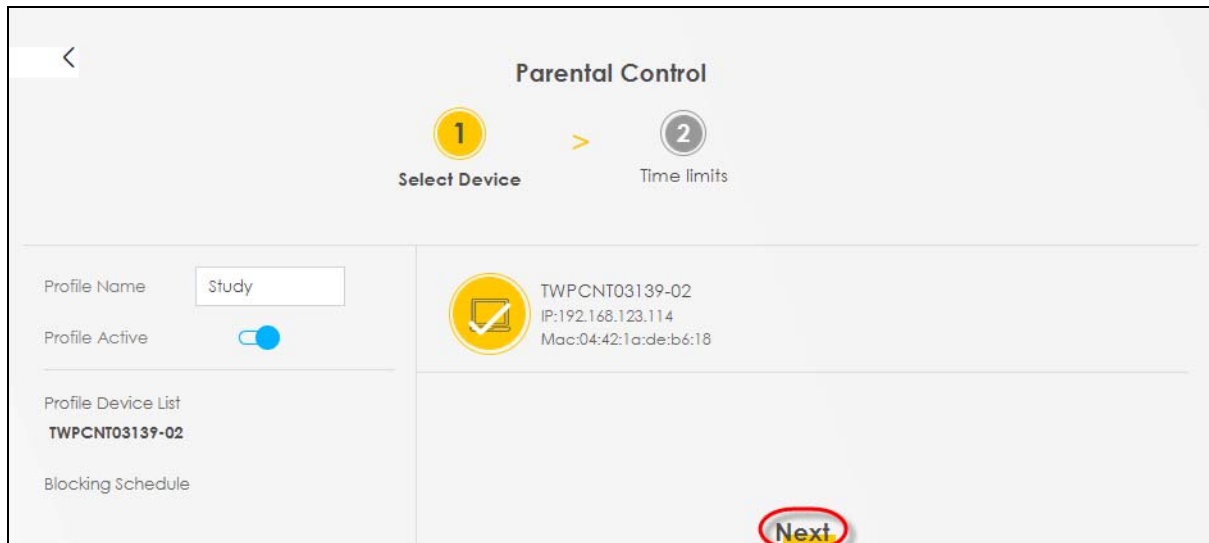 Parental Control
1
>
2
Select Device
Time limits
Profile Name
Study
Profile Active
Profile Device List
TWPCNT03139-02
Blocking Schedule
TWPCNT03139-02
IP:192.168.123.114
Mac:04:42:1a:de:b6:18
Next